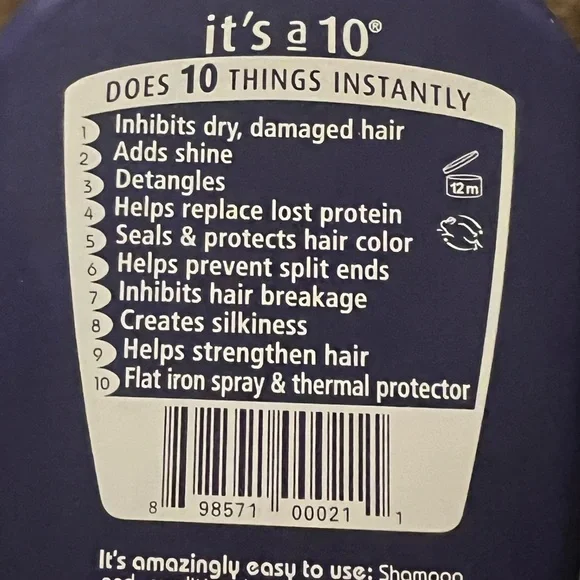 it's a 10®
DOES 10 THINGS INSTANTLY
1 Inhibits dry, damaged hair
2 Adds shine
3 Detangles
4 Helps replace lost protein
5 Seals & protects hair color
6 Helps prevent split ends
7 Inhibits hair breakage
8 Creates silkiness
9 Helps strengthen hair
10 Flat iron spray & thermal protector
12m
8 98571 00021 1
It's amazingly easy to use: Shampoo